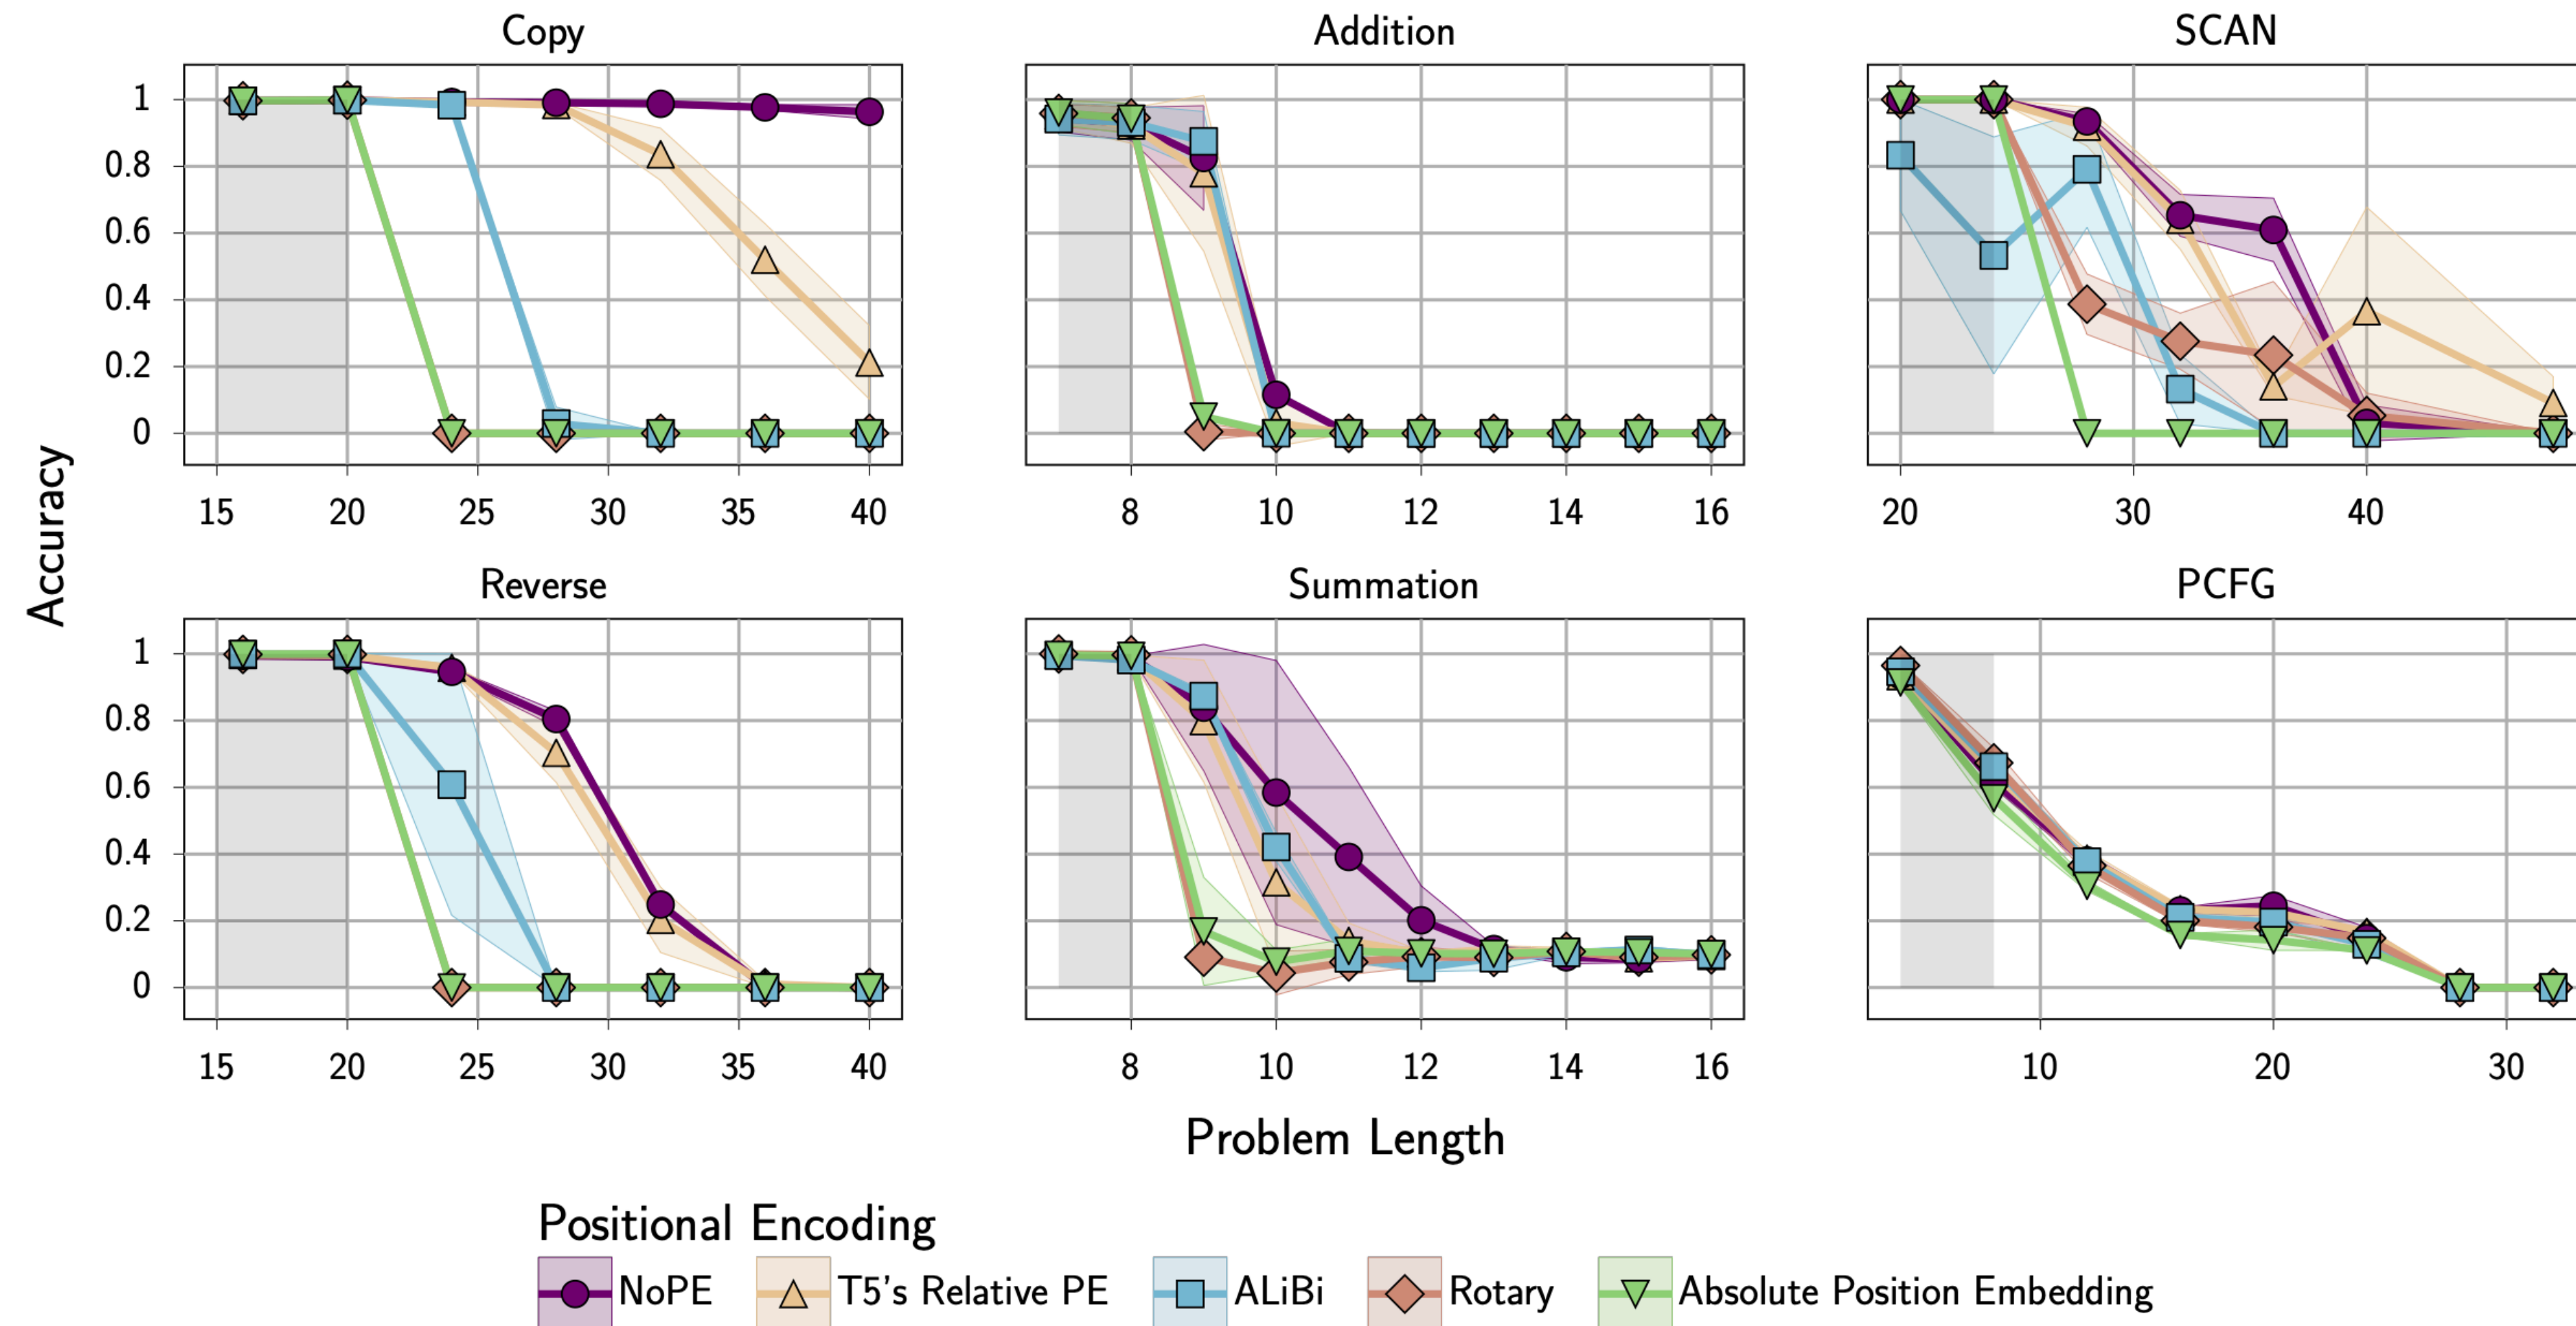 Copy
Addition
SCAN
1
0.8
0.6
0.4
0.2
0
15 20 25 30 35 40
8 10 12 14 16
20 30 40
Accuracy
Reverse
Summation
PCFG
1
0.8
0.6
0.4
0.2
0
15 20 25 30 35 40
8 10 12 14 16
10 20 30
Problem Length
Positional Encoding
NoPE T5's Relative PE ALiBi Rotary Absolute Position Embedding